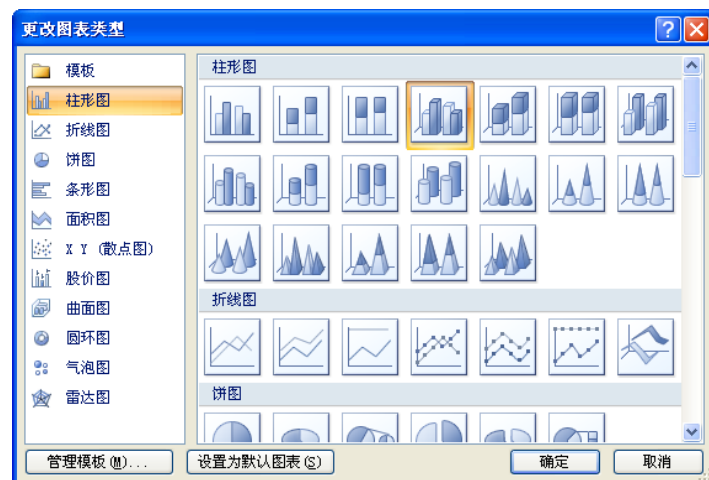 更改图表类型
模板
柱形图
折线图
饼图
条形图
面积图
X Y (散点图)
股价图
曲面图
圆环图
气泡图
雷达图
柱形图
折线图
饼图
管理模板(M)...
设置为默认图表(S)
确定
取消